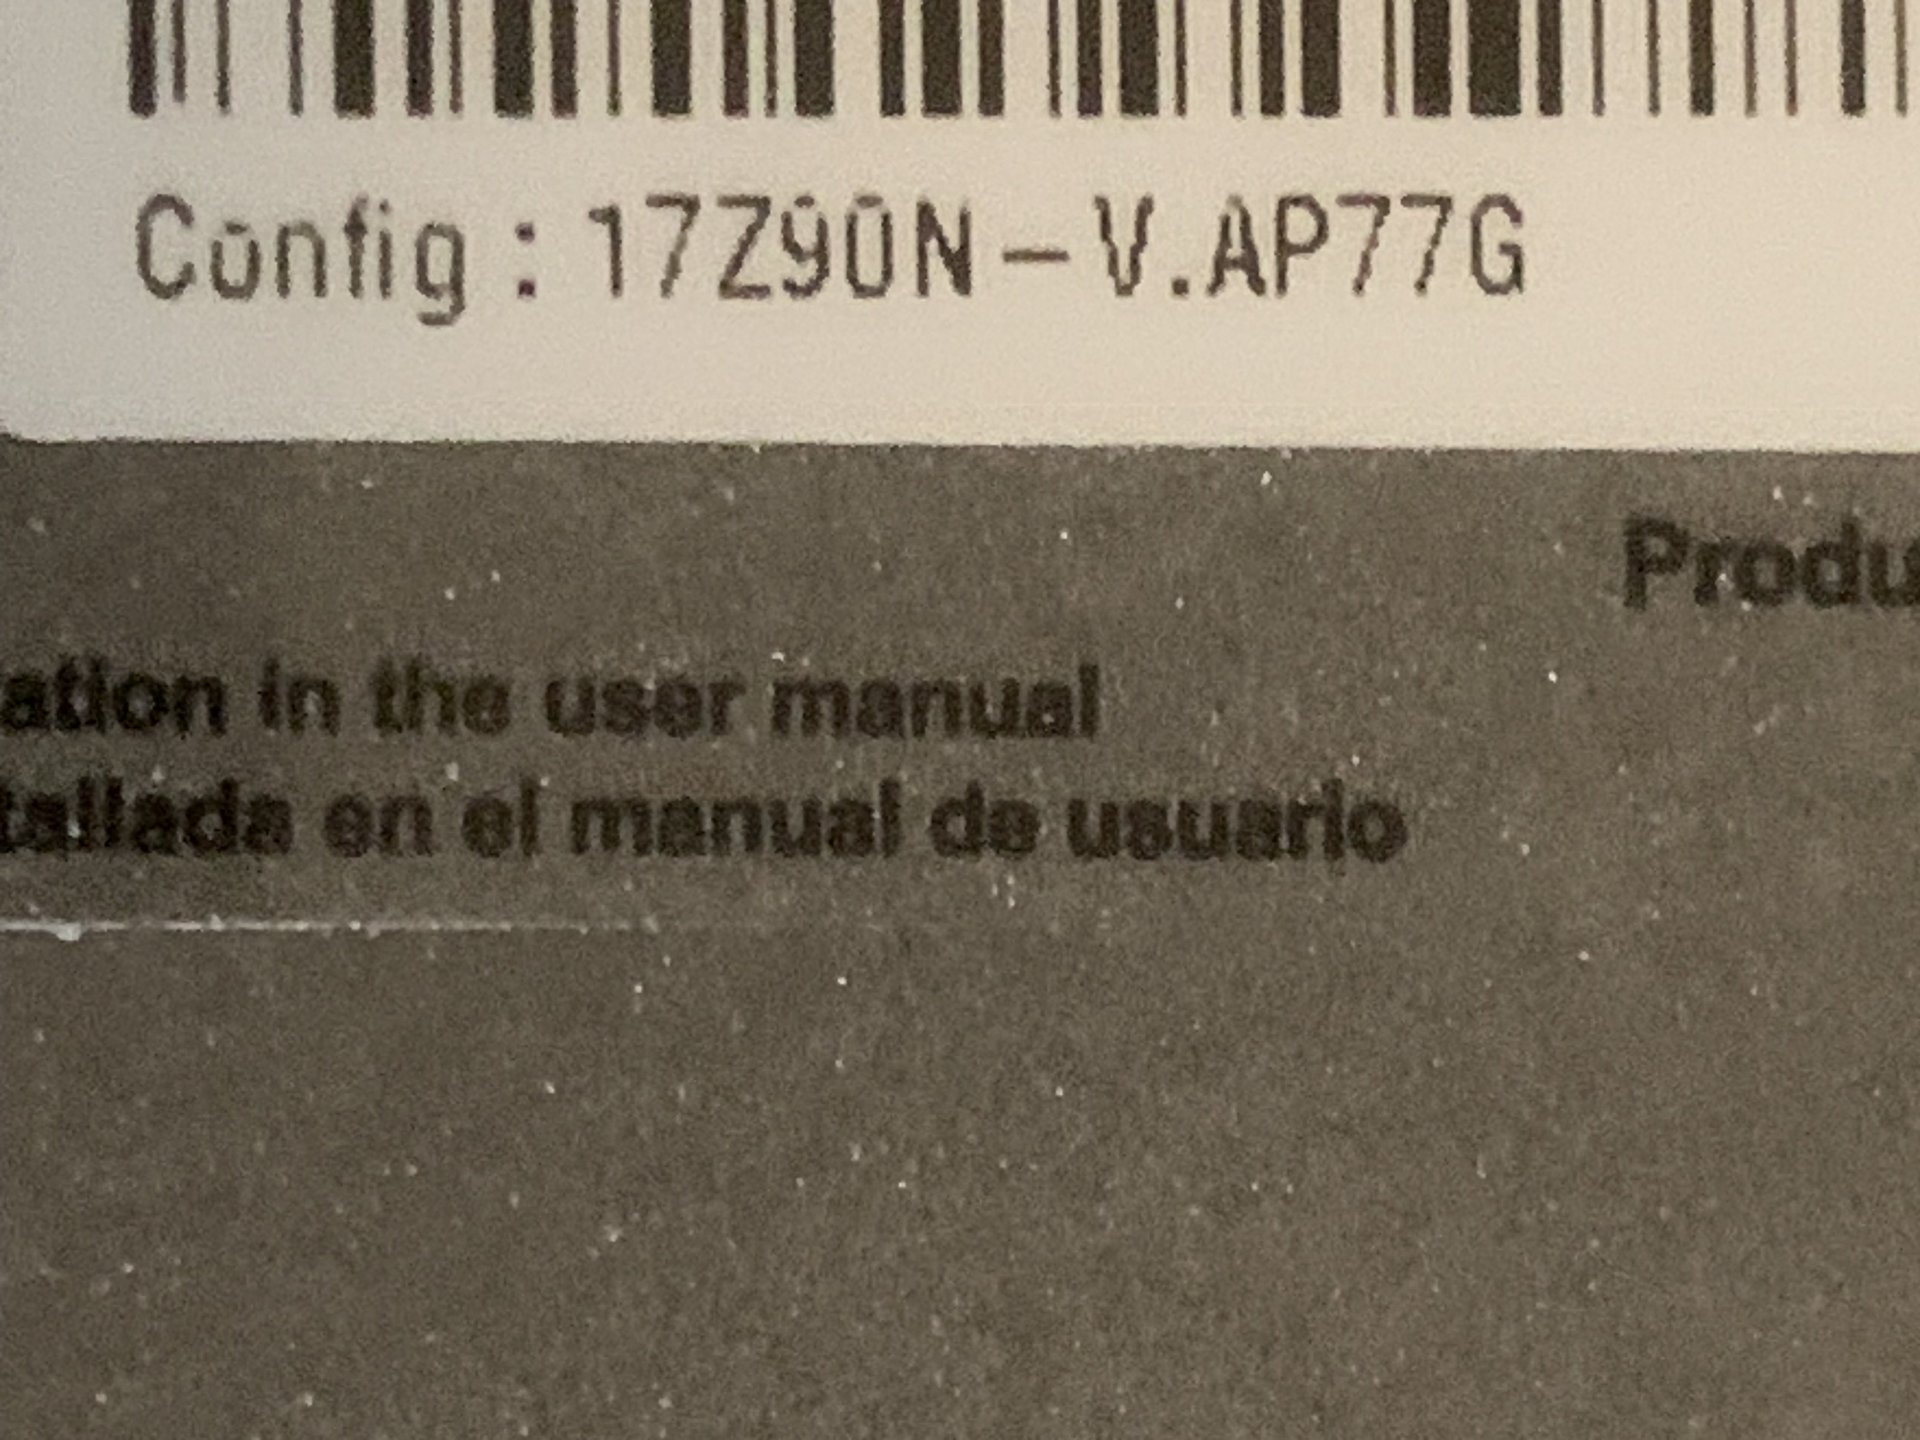 Config : 17Z90N-V.AP77G
Produ
ation in the user manual
tallada en el manual de usuario